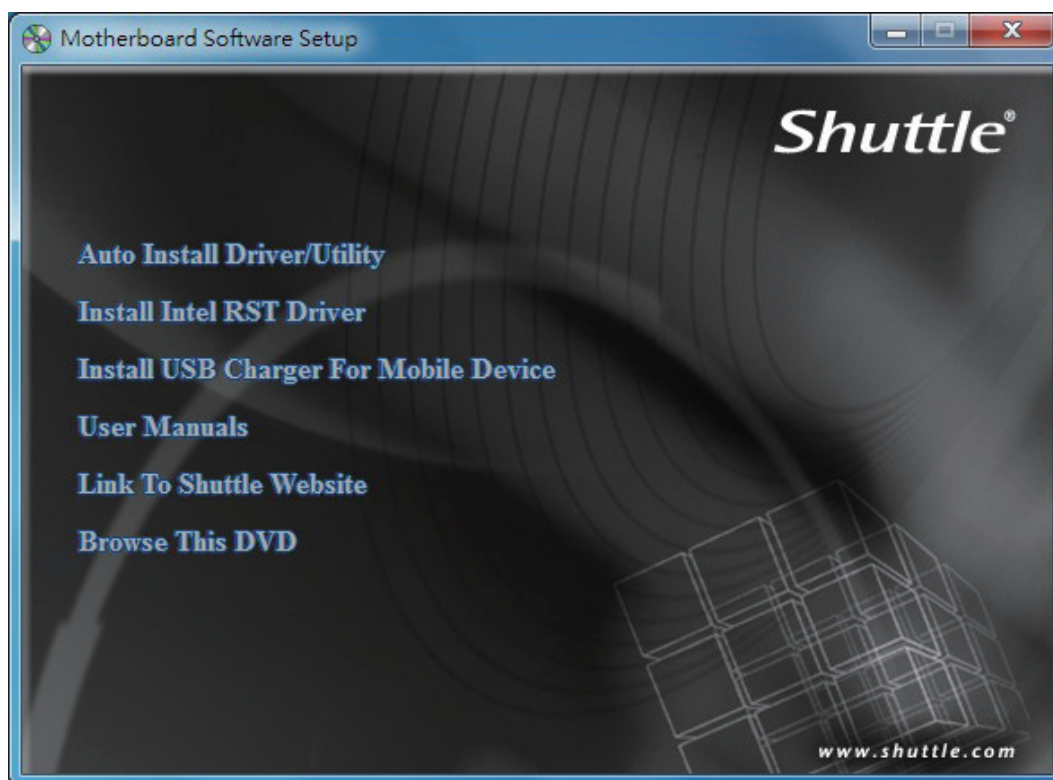 Motherboard Software Setup
Shuttle®
Auto Install Driver/Utility
Install Intel RST Driver
Install USB Charger For Mobile Device
User Manuals
Link To Shuttle Website
Browse This DVD
www.shuttle.com